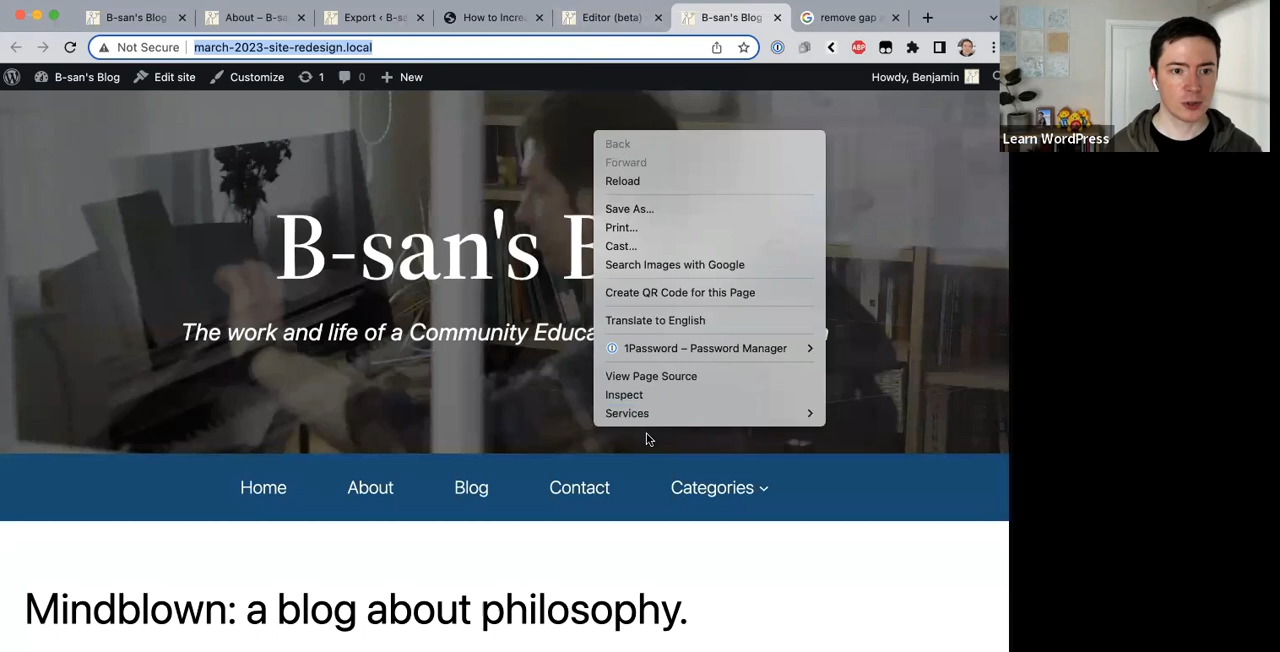 B-san's Blog
About – B-sa
Export ‹ B-s
How to Incre
Editor (beta)
B-san's Blog
remove gap
Not Secure
march-2023-site-redesign.local
ABP
B-san's Blog
Edit site
Customize
1
0
New
Howdy, Benjamin
Learn WordPress
Back
Forward
Reload
Save As...
Print...
Cast...
Search Images with Google
Create QR Code for this Page
Translate to English
1Password – Password Manager
View Page Source
Inspect
Services
B-san's B
The work and life of a Community Educa
Home
About
Blog
Contact
Categories
Mindblown: a blog about philosophy.